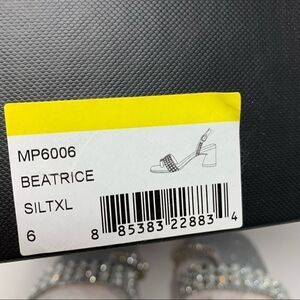 MP6006
BEATRICE
SILTXL
6 8 85383 22883 4